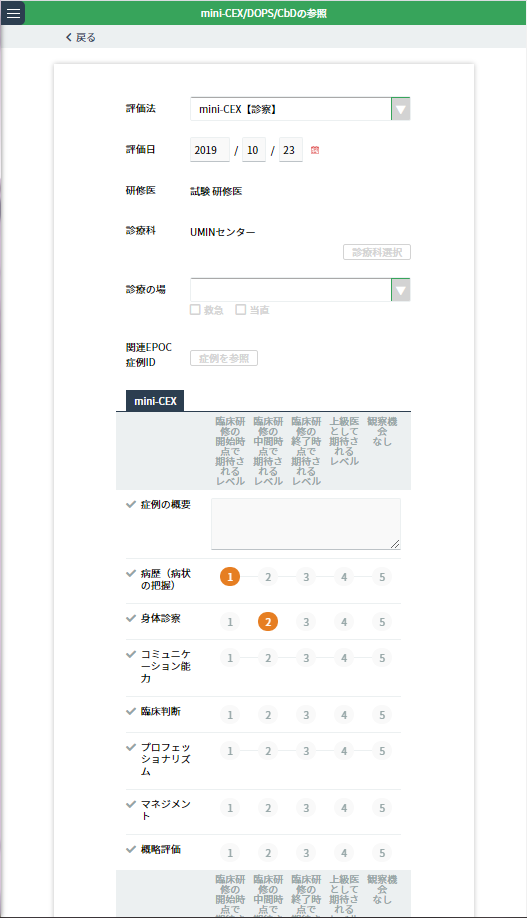 mini-CEX/DOPS/CbDの参照
戻る
評価法
mini-CEX【診察】
評価日
2019 / 10 / 23
研修医
試験 研修医
診療科
UMINセンター
診療科選択
診療の場
救急
当直
関連EPOC
症例ID
症例を参照
mini-CEX
臨床研
修の
開始時
点で
期待さ
れる
レベル
臨床研
修の
中間時
点で
期待さ
れる
レベル
臨床研
修の
終了時
点で
期待さ
れる
レベル
上級医
として
期待さ
れる
レベル
観察機
会
なし
症例の概要
病歴（病状
の把握）
1 2 3 4 5
身体診察
1 2 3 4 5
コミュニケ
ーション能
力
1 2 3 4 5
臨床判断
1 2 3 4 5
プロフェッ
ショナリズ
ム
1 2 3 4 5
マネジメン
ト
1 2 3 4 5
概略評価
1 2 3 4 5
臨床研
修の
開始時
点で
臨床研
修の
中間時
点で
臨床研
修の
終了時
点で
上級医
として
期待さ
れる
観察機
会
なし